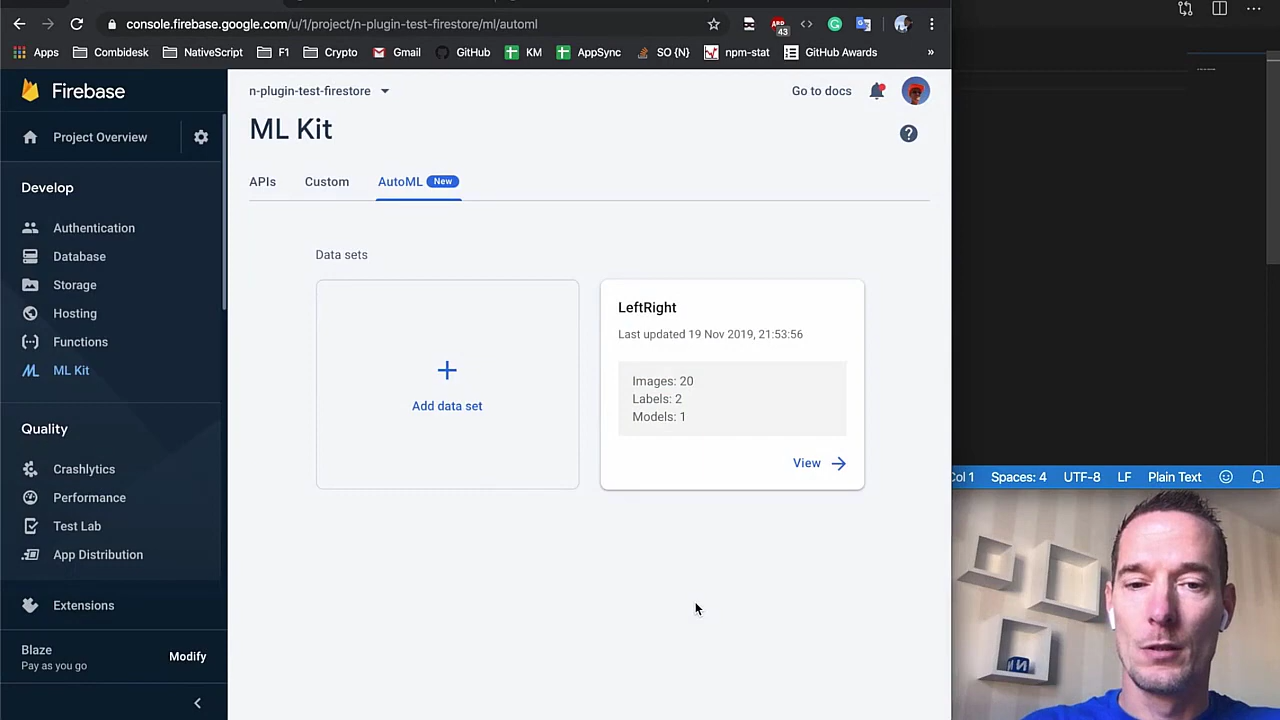 console.firebase.google.com/u/1/project/n-plugin-test-firestore/ml/automl
43
Apps Combidesk NativeScript F1 Crypto Gmail GitHub KM AppSync SO {N} npm-stat GitHub Awards »
Firebase
n-plugin-test-firestore
Go to docs
Project Overview
ML Kit
APIs Custom AutoML New
Develop
Authentication
Database
Storage
Hosting
Functions
ML Kit
Quality
Crashlytics
Performance
Test Lab
App Distribution
Extensions
Blaze
Pay as you go
Modify
Data sets
Add data set
LeftRight
Last updated 19 Nov 2019, 21:53:56
Images: 20
Labels: 2
Models: 1
View
Col 1 Spaces: 4 UTF-8 LF Plain Text